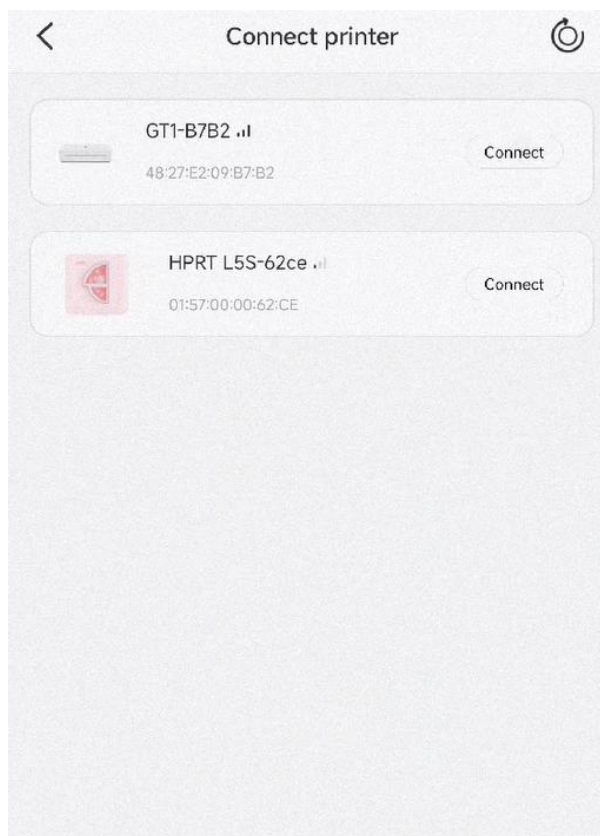 Connect printer
GT1-B7B2
48:27:E2:09:B7:B2
Connect
HPRT L5S-62ce
01:57:00:00:62:CE
Connect